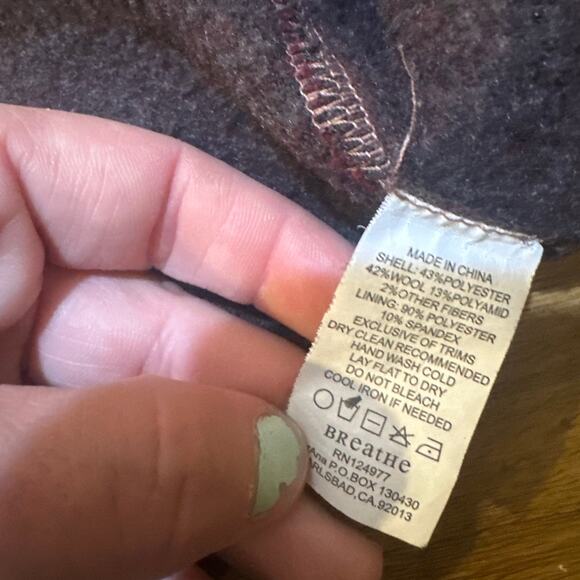 MADE IN CHINA
SHELL: 43%POLYESTER
42%WOOL 13%POLYAMID
2%OTHER FIBERS
LINING: 90% POLYESTER
10% SPANDEX
EXCLUSIVE OF TRIMS
DRY CLEAN RECOMMENDED
HAND WASH COLD
LAY FLAT TO DRY
DO NOT BLEACH
COOL IRON IF NEEDED
BReatHe
RN124977
Ana P.O.BOX 130430
ARLSBAD,CA.92013